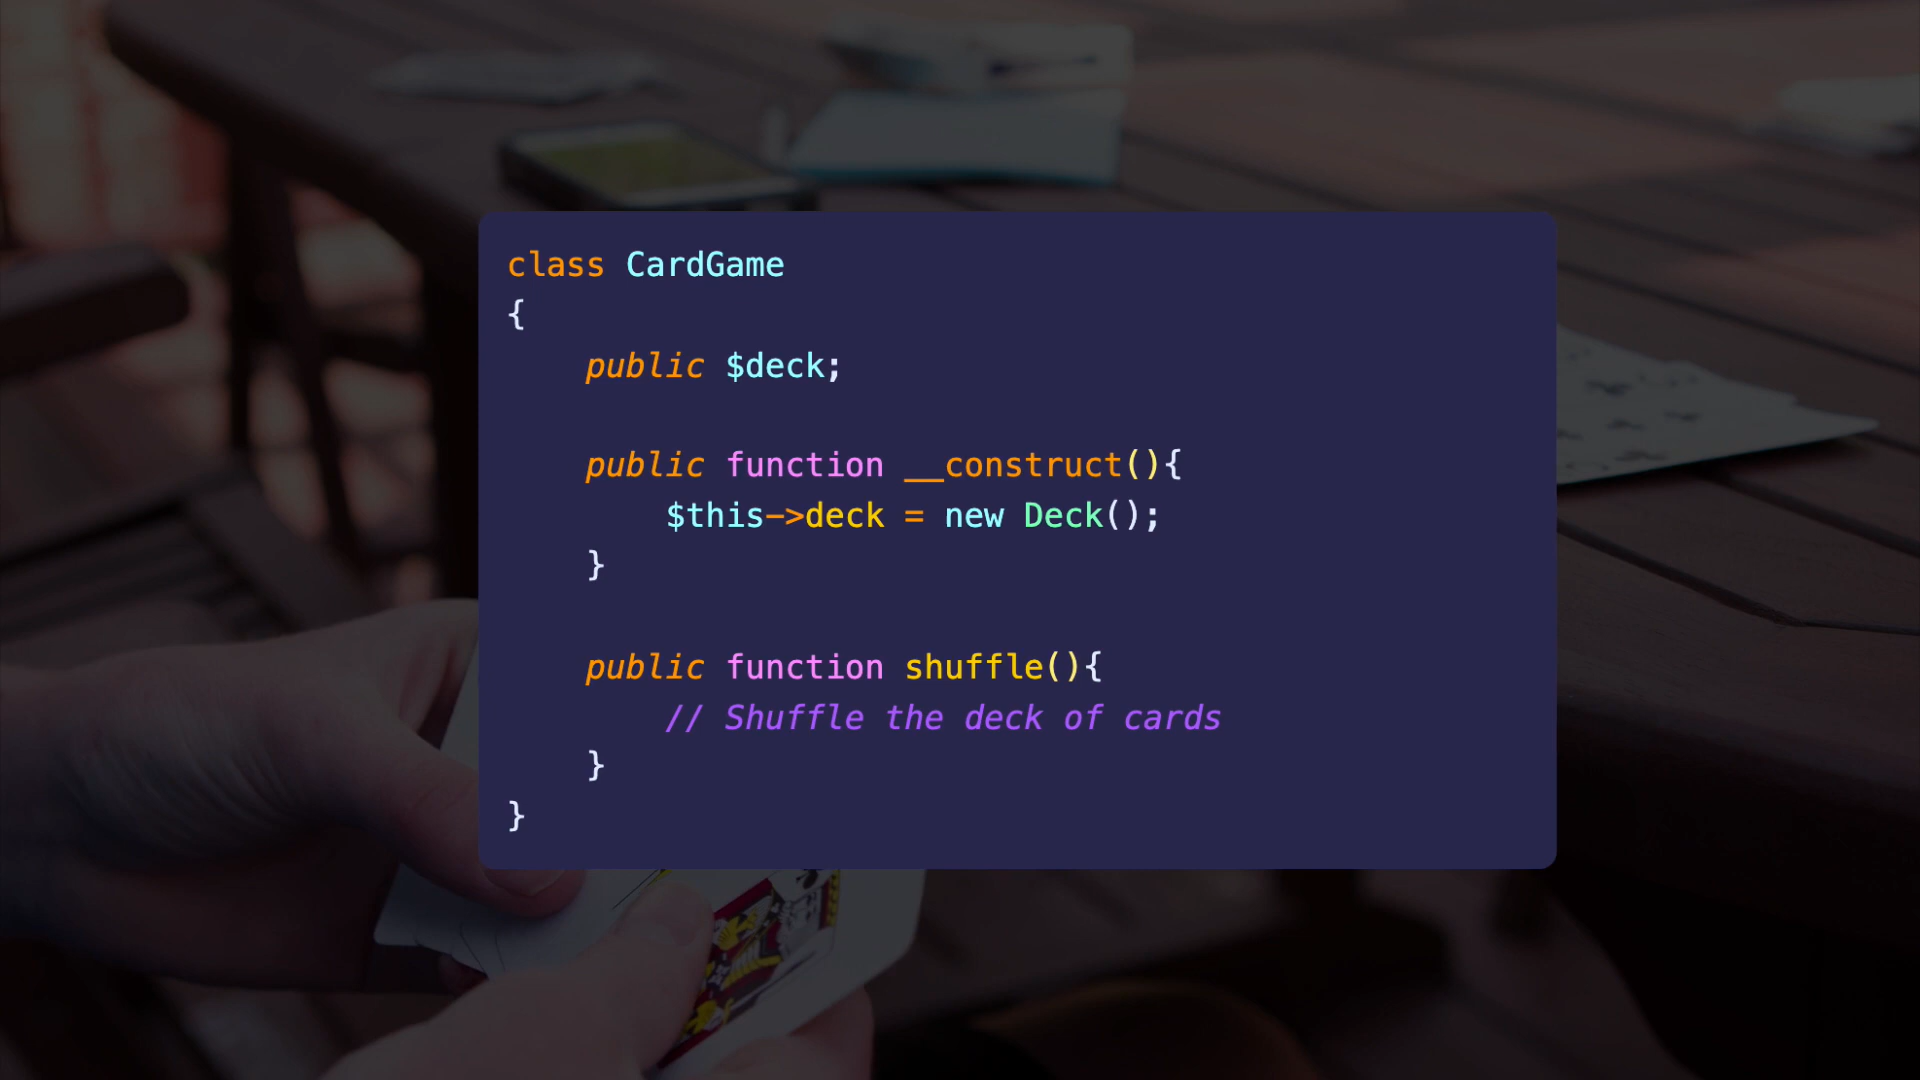 class CardGame
{
    public $deck;
    public function __construct(){
        $this->deck = new Deck();
    }
    public function shuffle(){
        // Shuffle the deck of cards
    }
}